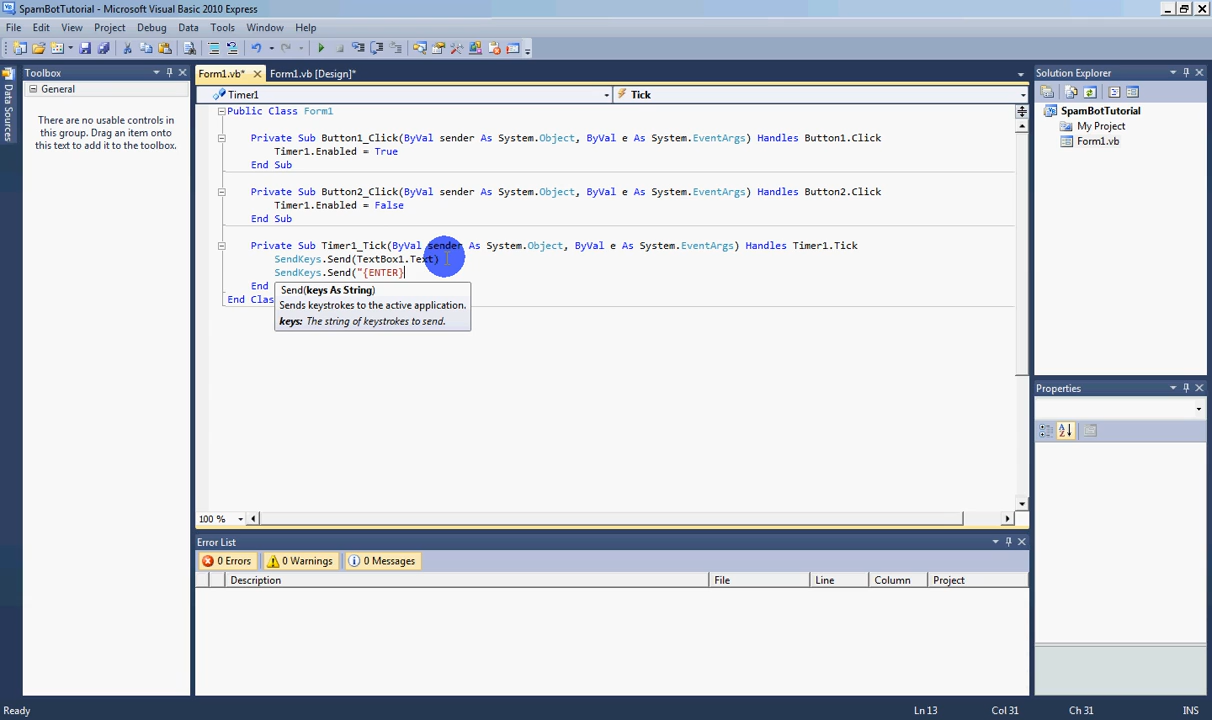 SpamBotTutorial - Microsoft Visual Basic 2010 Express
File Edit View Project Debug Data Tools Window Help
Toolbox
General
There are no usable controls in
this group. Drag an item onto
this text to add it to the toolbox.
Data Sources
Form1.vb* Form1.vb [Design]*
Timer1 Tick
Public Class Form1
Private Sub Button1_Click(ByVal sender As System.Object, ByVal e As System.EventArgs) Handles Button1.Click
Timer1.Enabled = True
End Sub
Private Sub Button2_Click(ByVal sender As System.Object, ByVal e As System.EventArgs) Handles Button2.Click
Timer1.Enabled = False
End Sub
Private Sub Timer1_Tick(ByVal sender As System.Object, ByVal e As System.EventArgs) Handles Timer1.Tick
SendKeys.Send(TextBox1.Text)
SendKeys.Send("{ENTER}
End
End Clas
Send(keys As String)
Sends keystrokes to the active application.
keys: The string of keystrokes to send.
100 %
Error List
0 Errors 0 Warnings 0 Messages
Description File Line Column Project
Solution Explorer
SpamBotTutorial
My Project
Form1.vb
Properties
Ready Ln 13 Col 31 Ch 31 INS